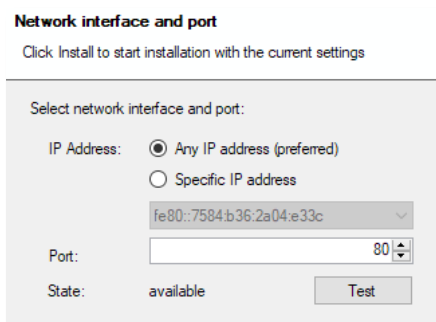 Network interface and port
Click Install to start installation with the current settings
Select network interface and port:
IP Address:
Any IP address (preferred)
Specific IP address
fe80::7584:b36:2a04:e33c
Port:
80
State:
available
Test